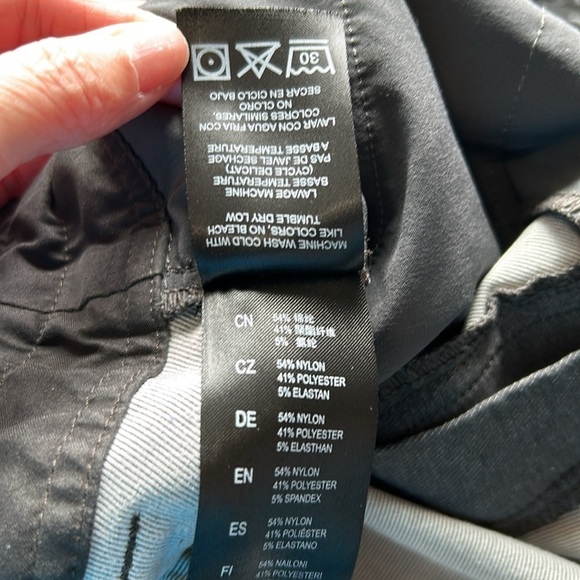 MACHINE WASH COLD WITH
LIKE COLORS, NO BLEACH
TUMBLE DRY LOW
LAVAGE MACHINE
BASSE TEMPERATURE
(CYCLE DELICAT)
PAS DE JAVEL SECHAGE
A BASSE TEMPERATURE
LAVAR CON AGUA FRIA CON
COLORES SIMILARES,
NO CLORO
SECAR EN CICLO BAJO
30
CN 54% 锦纶
41% 聚酯纤维
5% 氨纶
CZ 54% NYLON
41% POLYESTER
5% ELASTAN
DE 54% NYLON
41% POLYESTER
5% ELASTHAN
EN 54% NYLON
41% POLYESTER
5% SPANDEX
ES 54% NYLON
41% POLIÉSTER
5% ELASTANO
FI 54% NAILONI
41% POLYESTERI